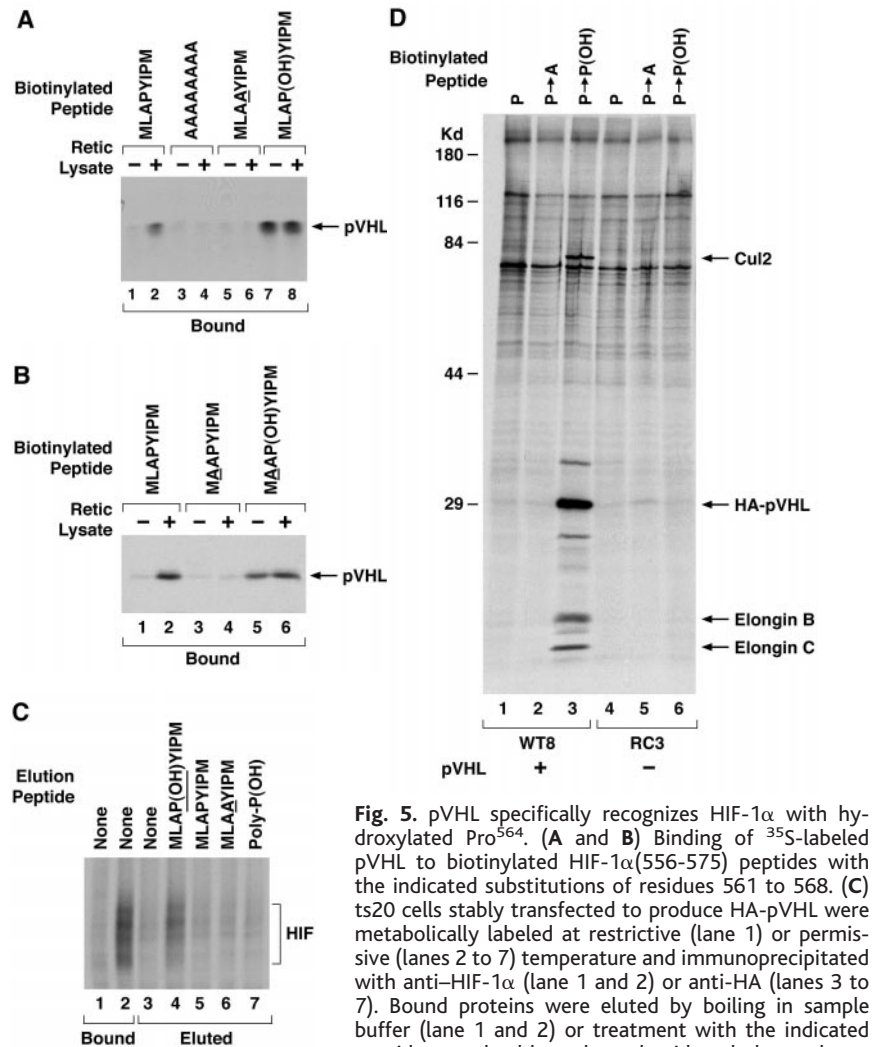 A
Biotinylated
Peptide
MLAPYIPM
AAAAAAAA
MLAAYIPM
MLAP(OH)YIPM
Retic
Lysate
− + − + − + − +
pVHL
1 2 3 4 5 6 7 8
Bound
B
Biotinylated
Peptide
MLAPYIPM
MAAPYIPM
MAAP(OH)YIPM
Retic
Lysate
− + − + − +
pVHL
1 2 3 4 5 6
Bound
C
Elution
Peptide
None
None
None
MLAP(OH)YIPM
MLAPYIPM
MLAAYIPM
Poly-P(OH)
HIF
1 2 3 4 5 6 7
Bound Eluted
D
Biotinylated
Peptide
P
P→A
P→P(OH)
P
P→A
P→P(OH)
Kd
180
116
84
44
29
Cul2
HA-pVHL
Elongin B
Elongin C
1 2 3 4 5 6
WT8 RC3
pVHL + −
Fig. 5. pVHL specifically recognizes HIF-1α with hy-
droxylated Pro⁵⁶⁴. (A and B) Binding of ³⁵S-labeled
pVHL to biotinylated HIF-1α(556-575) peptides with
the indicated substitutions of residues 561 to 568. (C)
ts20 cells stably transfected to produce HA-pVHL were
metabolically labeled at restrictive (lane 1) or permis-
sive (lanes 2 to 7) temperature and immunoprecipitated
with anti–HIF-1α (lane 1 and 2) or anti-HA (lanes 3 to
7). Bound proteins were eluted by boiling in sample
buffer (lane 1 and 2) or treatment with the indicated